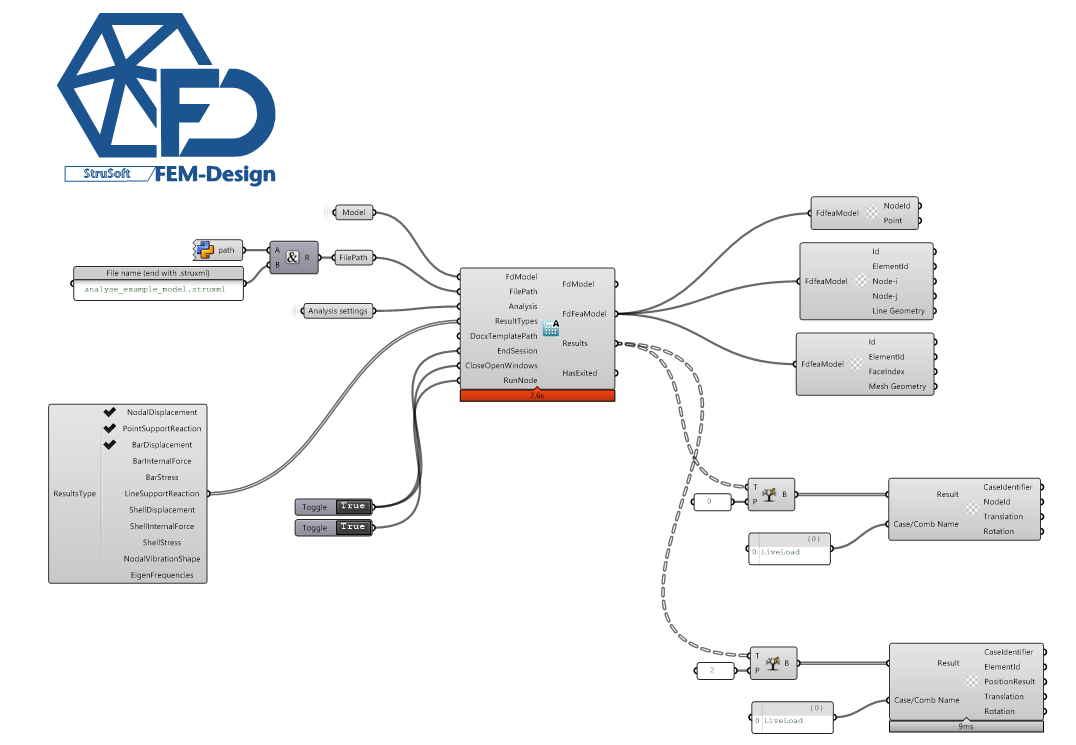 StruSoft
FEM-Design
Model
path
A
B
&
R
FilePath
File name (end with .struxml)
analyse_example_model.struxml
Analysis settings
FdModel
FilePath
Analysis
ResultTypes
DocxTemplatePath
EndSession
CloseOpenWindows
RunNode
A
FdModel
FdFeaModel
Results
HasExited
7.6s
FdfeaModel
NodeId
Point
FdfeaModel
Id
ElementId
Node-i
Node-j
Line Geometry
FdfeaModel
Id
ElementId
FaceIndex
Mesh Geometry
ResultsType
NodalDisplacement
PointSupportReaction
BarDisplacement
BarInternalForce
BarStress
LineSupportReaction
ShellDisplacement
ShellInternalForce
ShellStress
NodalVibrationShape
EigenFrequencies
Toggle True
Toggle True
0
T
P
B
{0}
0 LiveLoad
Result
Case/Comb Name
CaseIdentifier
NodeId
Translation
Rotation
2
T
P
B
{0}
0 LiveLoad
Result
Case/Comb Name
CaseIdentifier
ElementId
PositionResult
Translation
Rotation
9ms